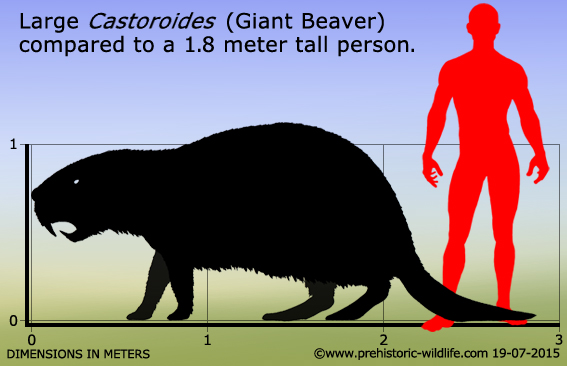 Large Castoroides (Giant Beaver)
compared to a 1.8 meter tall person.
1
0
0 1 2 3
DIMENSIONS IN METERS ©www.prehistoric-wildlife.com 19-07-2015